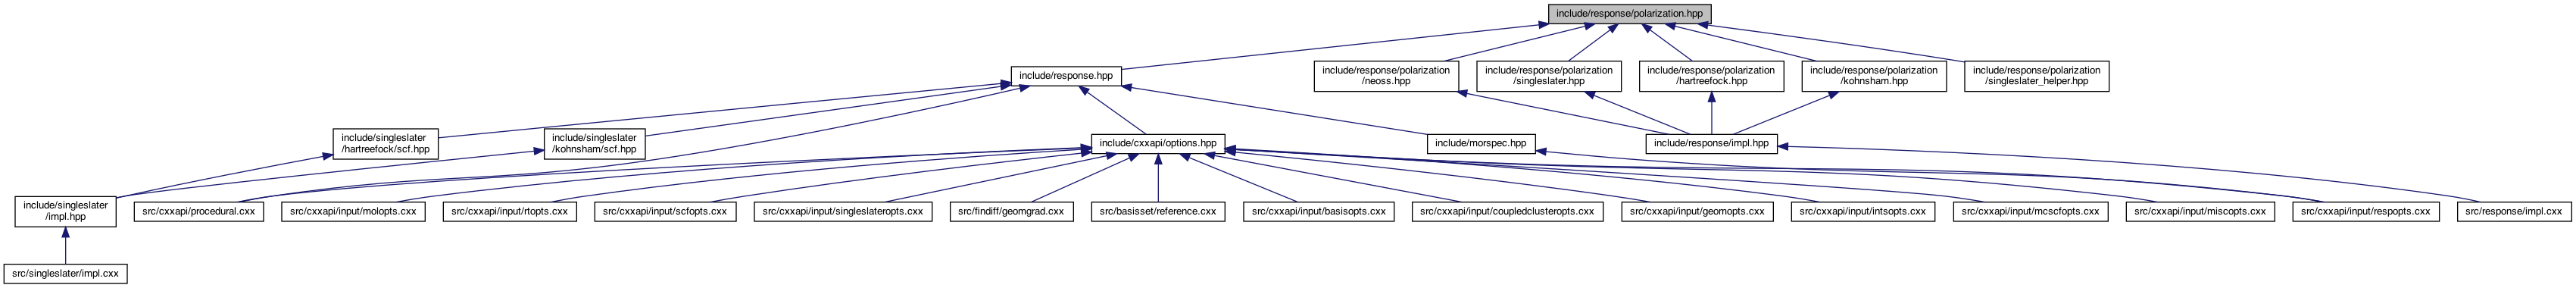 include/response/polarization.hpp
include/response.hpp
include/response/polarization
/neoss.hpp
include/response/polarization
/singleslater.hpp
include/response/polarization
/hartreefock.hpp
include/response/polarization
/kohnsham.hpp
include/response/polarization
/singleslater_helper.hpp
include/singleslater
/hartreefock/scf.hpp
include/singleslater
/kohnsham/scf.hpp
include/cxxapi/options.hpp
include/morspec.hpp
include/response/impl.hpp
include/singleslater
/impl.hpp
src/cxxapi/procedural.cxx
src/cxxapi/input/molopts.cxx
src/cxxapi/input/rtopts.cxx
src/cxxapi/input/scfopts.cxx
src/cxxapi/input/singleslateropts.cxx
src/findiff/geomgrad.cxx
src/basisset/reference.cxx
src/cxxapi/input/basisopts.cxx
src/cxxapi/input/coupledclusteropts.cxx
src/cxxapi/input/geomopts.cxx
src/cxxapi/input/intsopts.cxx
src/cxxapi/input/mcscfopts.cxx
src/cxxapi/input/miscopts.cxx
src/cxxapi/input/respopts.cxx
src/response/impl.cxx
src/singleslater/impl.cxx